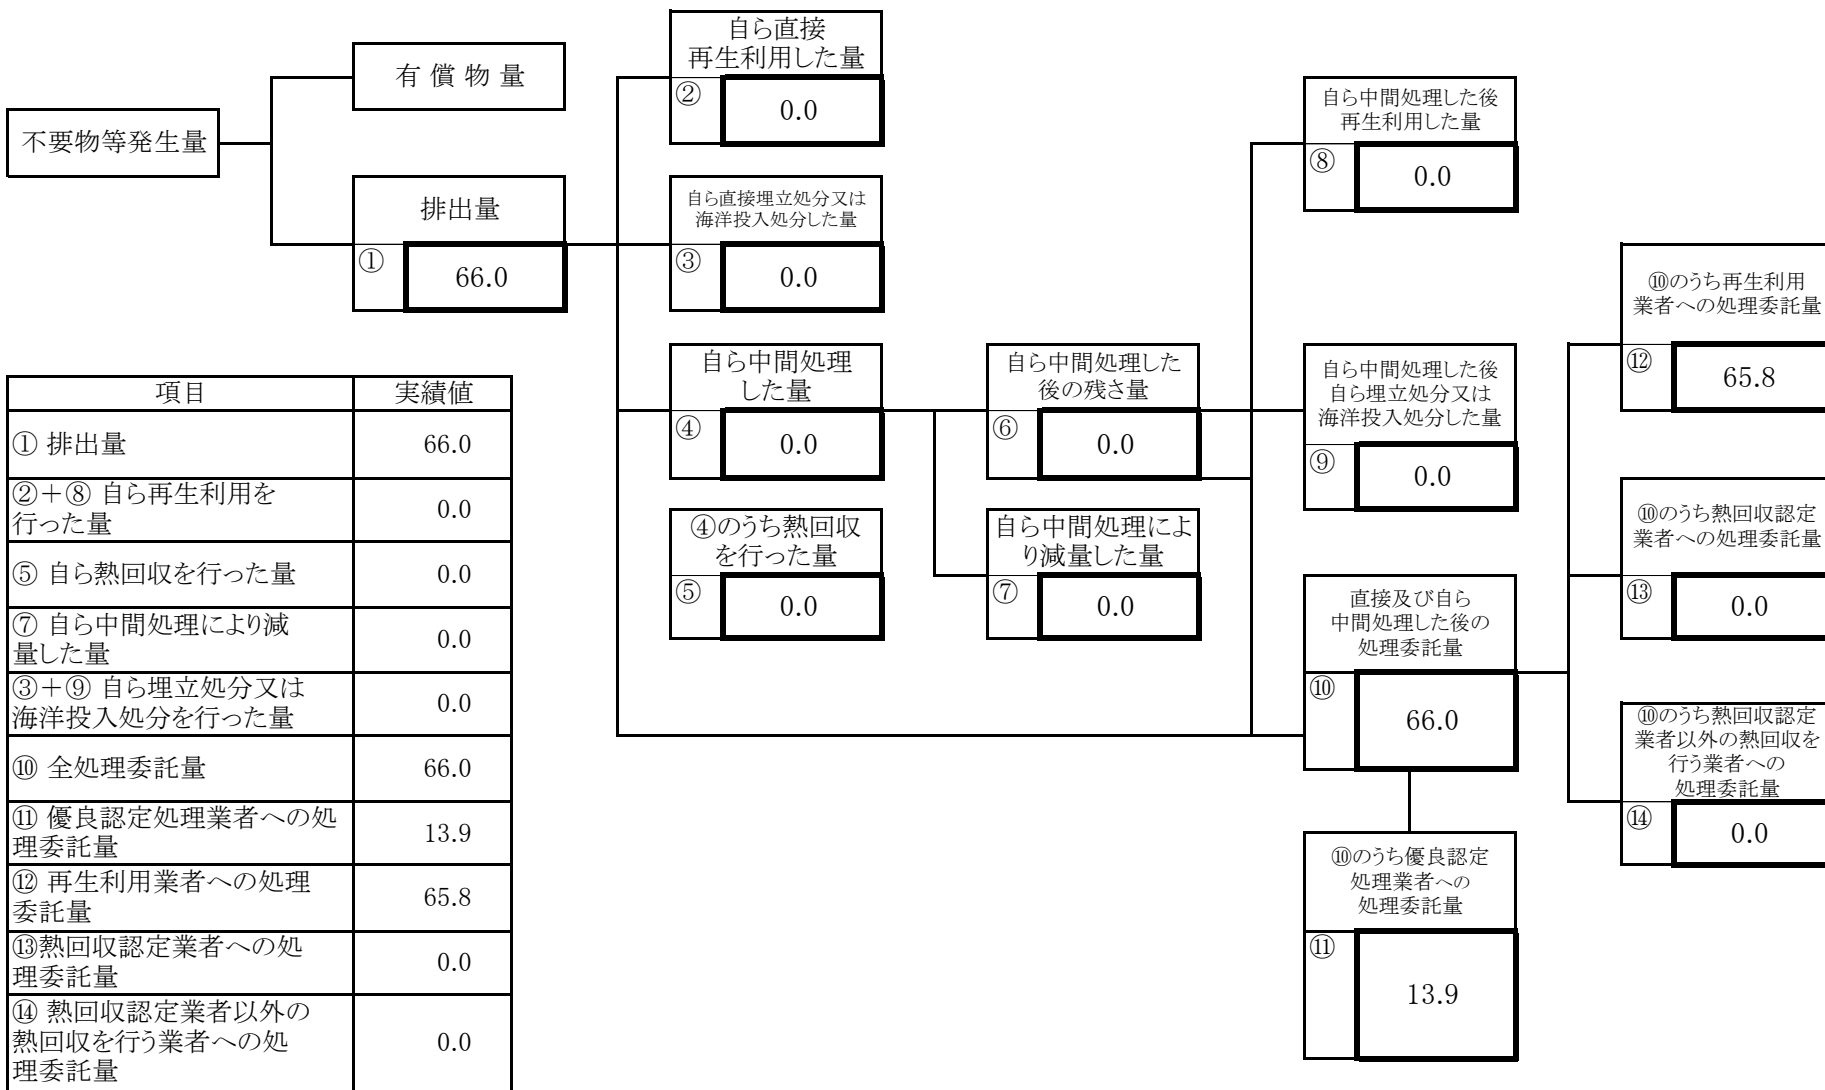 不要物等発生量
有償物量
排出量
①
66.0
自ら直接
再生利用した量
②
0.0
自ら直接埋立処分又は
海洋投入処分した量
③
0.0
自ら中間処理
した量
④
0.0
④のうち熱回収
を行った量
⑤
0.0
自ら中間処理した
後の残さ量
⑥
0.0
自ら中間処理によ
り減量した量
⑦
0.0
自ら中間処理した後
再生利用した量
⑧
0.0
自ら中間処理した後
自ら埋立処分又は
海洋投入処分した量
⑨
0.0
直接及び自ら
中間処理した後の
処理委託量
⑩
66.0
⑩のうち優良認定
処理業者への
処理委託量
⑪
13.9
⑩のうち再生利用
業者への処理委託量
⑫
65.8
⑩のうち熱回収認定
業者への処理委託量
⑬
0.0
⑩のうち熱回収認定
業者以外の熱回収を
行う業者への
処理委託量
⑭
0.0
項目 実績値
① 排出量 66.0
②＋⑧ 自ら再生利用を
行った量 0.0
⑤ 自ら熱回収を行った量 0.0
⑦ 自ら中間処理により減
量した量 0.0
③＋⑨ 自ら埋立処分又は
海洋投入処分を行った量 0.0
⑩ 全処理委託量 66.0
⑪ 優良認定処理業者への処
理委託量 13.9
⑫ 再生利用業者への処理
委託量 65.8
⑬熱回収認定業者への処
理委託量 0.0
⑭ 熱回収認定業者以外の
熱回収を行う業者への処
理委託量 0.0